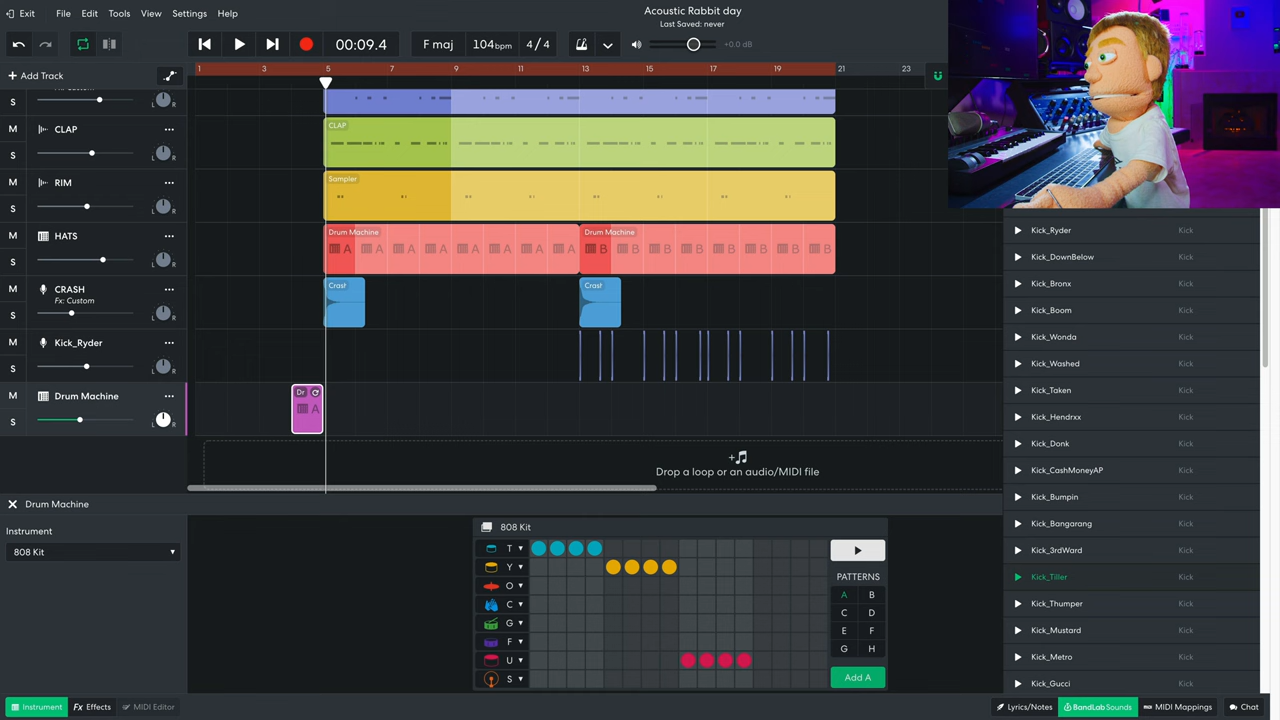 Exit File Edit Tools View Settings Help
Acoustic Rabbit day
Last Saved: never
00:09.4 F maj 104bpm 4 / 4 +0.0 dB
Add Track
1 3 5 7 9 11 13 15 17 19 21 23
S L R
M CLAP
S L R
CLAP
M RIM
S L R
Sampler
M HATS
S L R
Drum Machine Drum Machine
A A A A A A A A B B B B B B B B
M CRASH
Fx: Custom
S L R
Crast Crast
M Kick_Ryder
S L R
M Drum Machine
S L R
Dr
A
Drop a loop or an audio/MIDI file
Kick_Ryder Kick
Kick_DownBelow Kick
Kick_Bronx Kick
Kick_Boom Kick
Kick_Wonda Kick
Kick_Washed Kick
Kick_Taken Kick
Kick_Hendrxx Kick
Kick_Donk Kick
Kick_CashMoneyAP Kick
Kick_Bumpin Kick
Kick_Bangarang Kick
Kick_3rdWard Kick
Kick_Tiller Kick
Kick_Thumper Kick
Kick_Mustard Kick
Kick_Metro Kick
Kick_Gucci Kick
Drum Machine
Instrument
808 Kit
808 Kit
T
Y
O
C
G
F
U
S
PATTERNS
A B
C D
E F
G H
Add A
Instrument Fx Effects MIDI Editor
Lyrics/Notes BandLab Sounds MIDI Mappings Chat